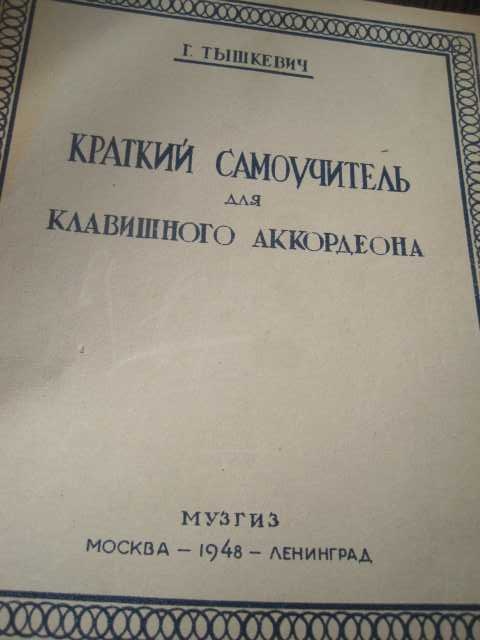 Г. ТЫШКЕВИЧ
КРАТКИЙ САМОУЧИТЕЛЬ
ДЛЯ
КЛАВИШНОГО АККОРДЕОНА
МУЗГИЗ
МОСКВА – 1948 – ЛЕНИНГРАД